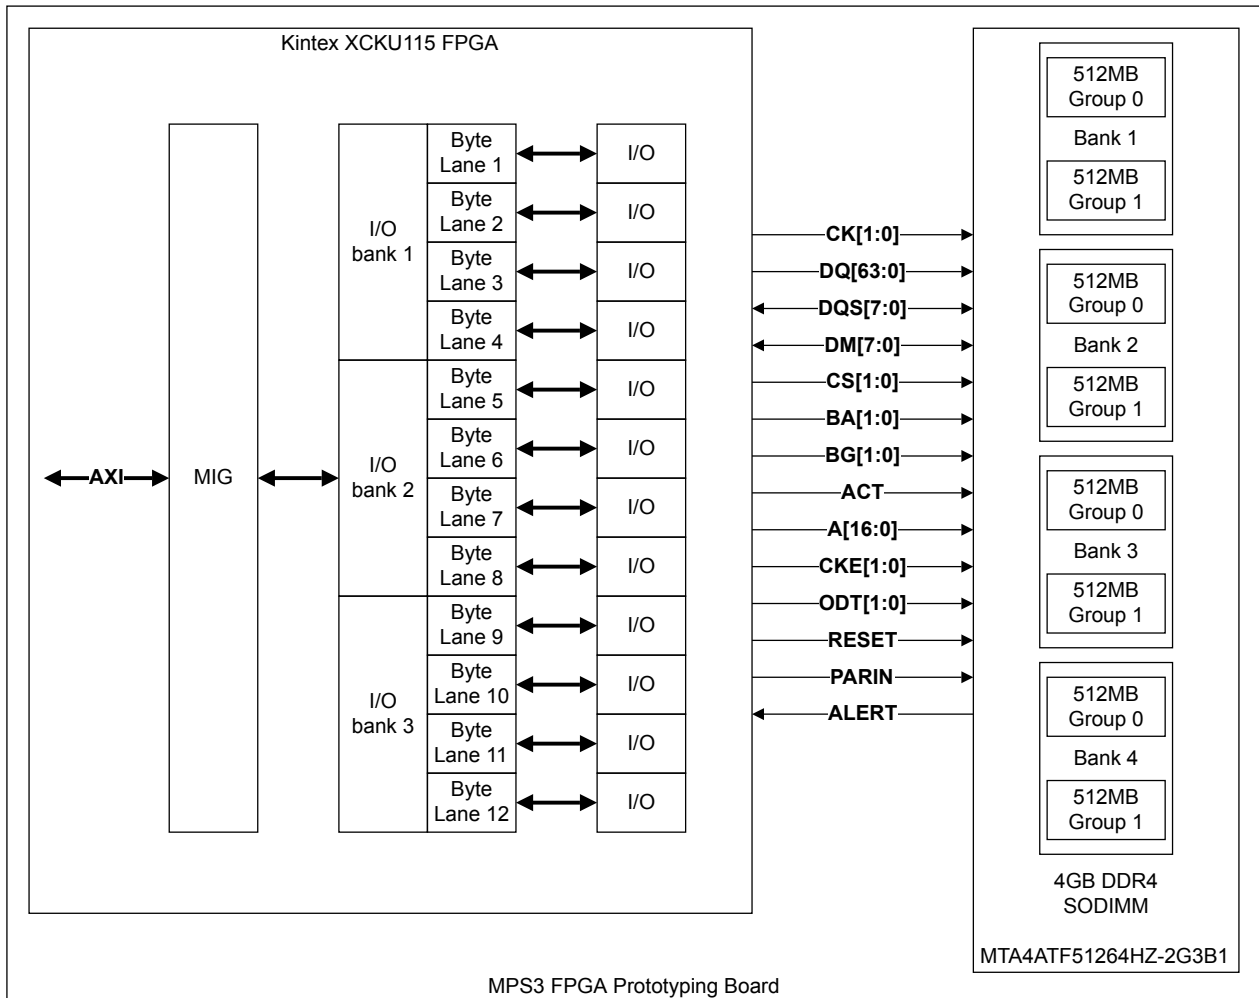 Kintex XCKU115 FPGA
AXI
MIG
I/O
bank 1
Byte
Lane 1
I/O
Byte
Lane 2
I/O
Byte
Lane 3
I/O
Byte
Lane 4
I/O
I/O
bank 2
Byte
Lane 5
I/O
Byte
Lane 6
I/O
Byte
Lane 7
I/O
Byte
Lane 8
I/O
I/O
bank 3
Byte
Lane 9
I/O
Byte
Lane 10
I/O
Byte
Lane 11
I/O
Byte
Lane 12
I/O
CK[1:0]
DQ[63:0]
DQS[7:0]
DM[7:0]
CS[1:0]
BA[1:0]
BG[1:0]
ACT
A[16:0]
CKE[1:0]
ODT[1:0]
RESET
PARIN
ALERT
512MB
Group 0
Bank 1
512MB
Group 1
512MB
Group 0
Bank 2
512MB
Group 1
512MB
Group 0
Bank 3
512MB
Group 1
512MB
Group 0
Bank 4
512MB
Group 1
4GB DDR4
SODIMM
MTA4ATF51264HZ-2G3B1
MPS3 FPGA Prototyping Board